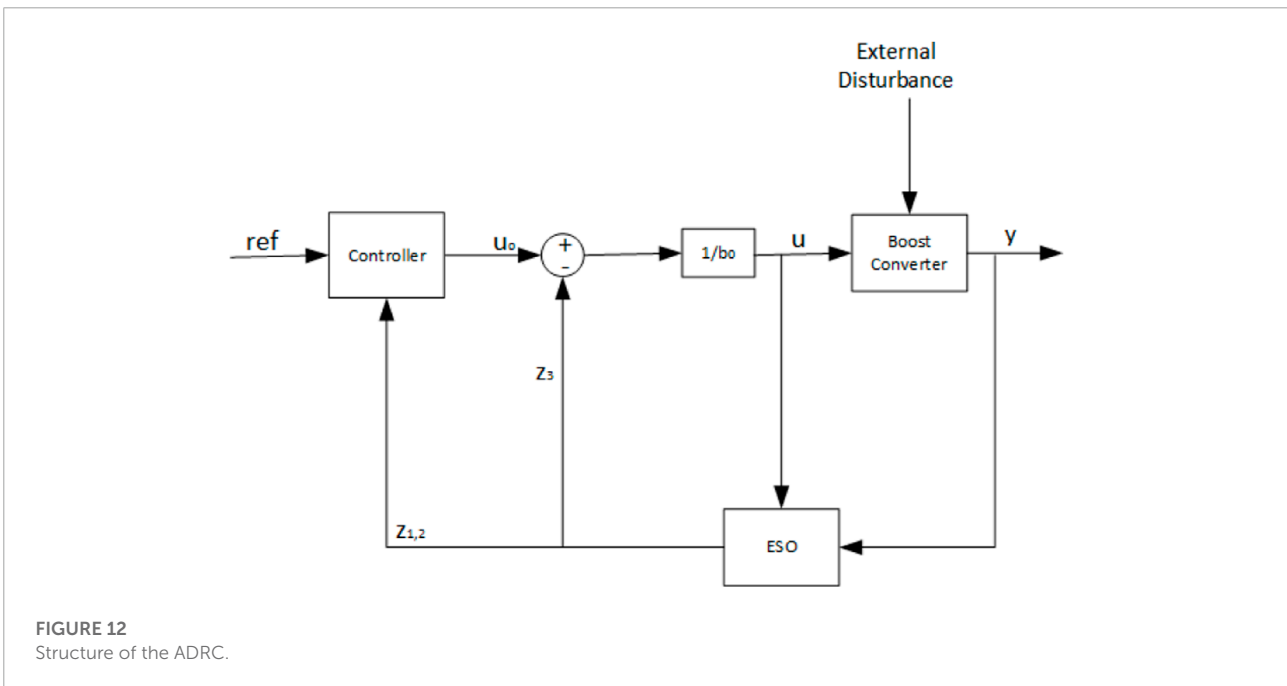 External
Disturbance
ref
Controller
u₀
+
-
1/b₀
u
Boost
Converter
y
z₃
z₁,₂
ESO
FIGURE 12
Structure of the ADRC.